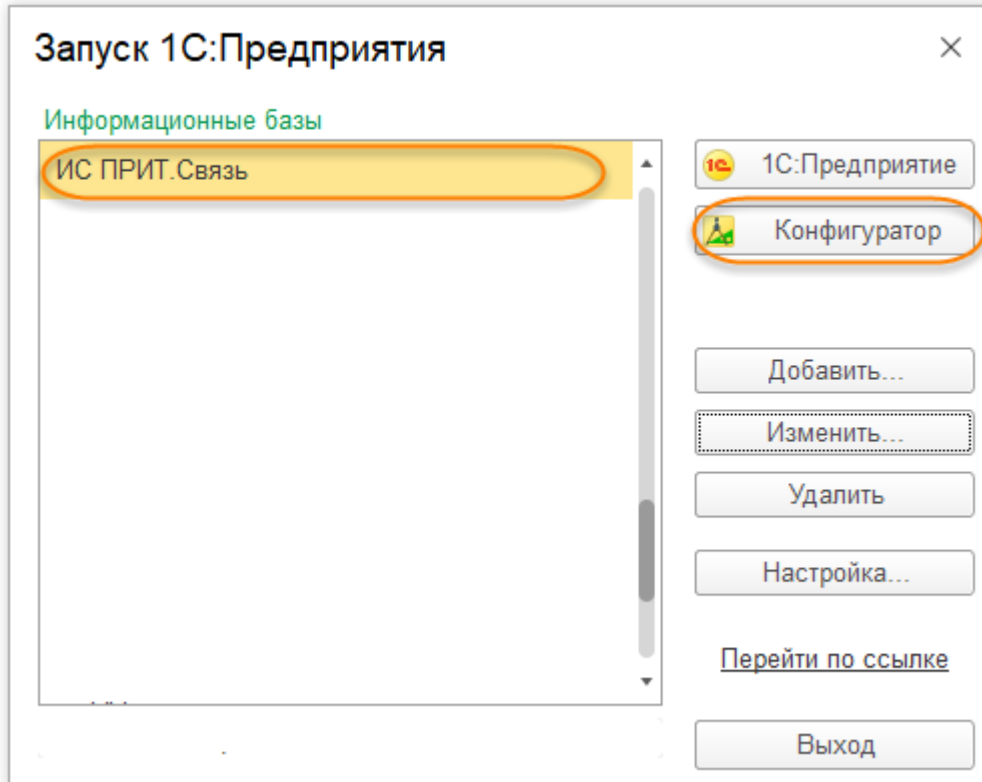 Запуск 1С:Предприятия
Информационные базы
ИС ПРИТ.Связь
1С:Предприятие
Конфигуратор
Добавить...
Изменить...
Удалить
Настройка...
Перейти по ссылке
Выход